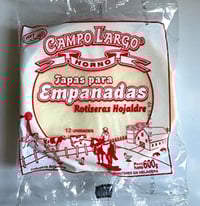 CAMPO LARGO
HORNO
Tapas para
Empanadas
Rotiseras Hojaldre
12 UNIDADES
600g